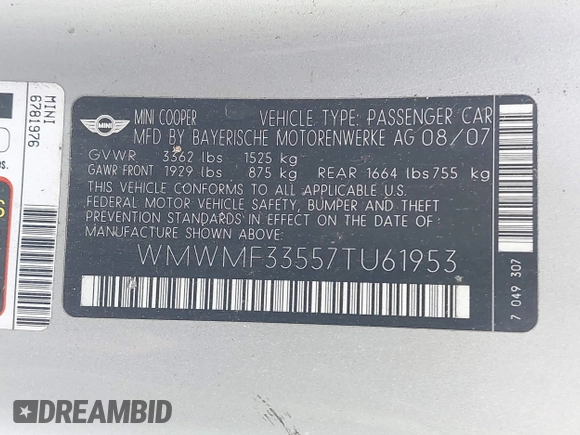 MINI
6781976
bs.
S
MINI
MINI COOPER VEHICLE TYPE: PASSENGER CAR
MFD BY BAYERISCHE MOTORENWERKE AG 08/07
GVWR 3362 lbs 1525 kg
GAWR FRONT 1929 lbs 875 kg REAR 1664 lbs 755 kg
THIS VEHICLE CONFORMS TO ALL APPLICABLE U.S.
FEDERAL MOTOR VEHICLE SAFETY, BUMPER AND THEFT
PREVENTION STANDARDS IN EFFECT ON THE DATE
OF MANUFACTURE SHOWN ABOVE.
WMWMF33557TU61953
7 049 307
DREAMBID